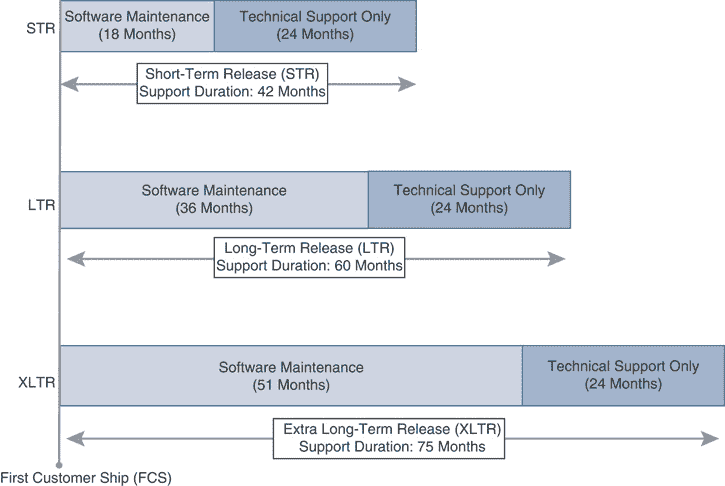 STR
Software Maintenance
(18 Months)
Technical Support Only
(24 Months)
Short-Term Release (STR)
Support Duration: 42 Months
LTR
Software Maintenance
(36 Months)
Technical Support Only
(24 Months)
Long-Term Release (LTR)
Support Duration: 60 Months
XLTR
Software Maintenance
(51 Months)
Technical Support Only
(24 Months)
Extra Long-Term Release (XLTR)
Support Duration: 75 Months
First Customer Ship (FCS)